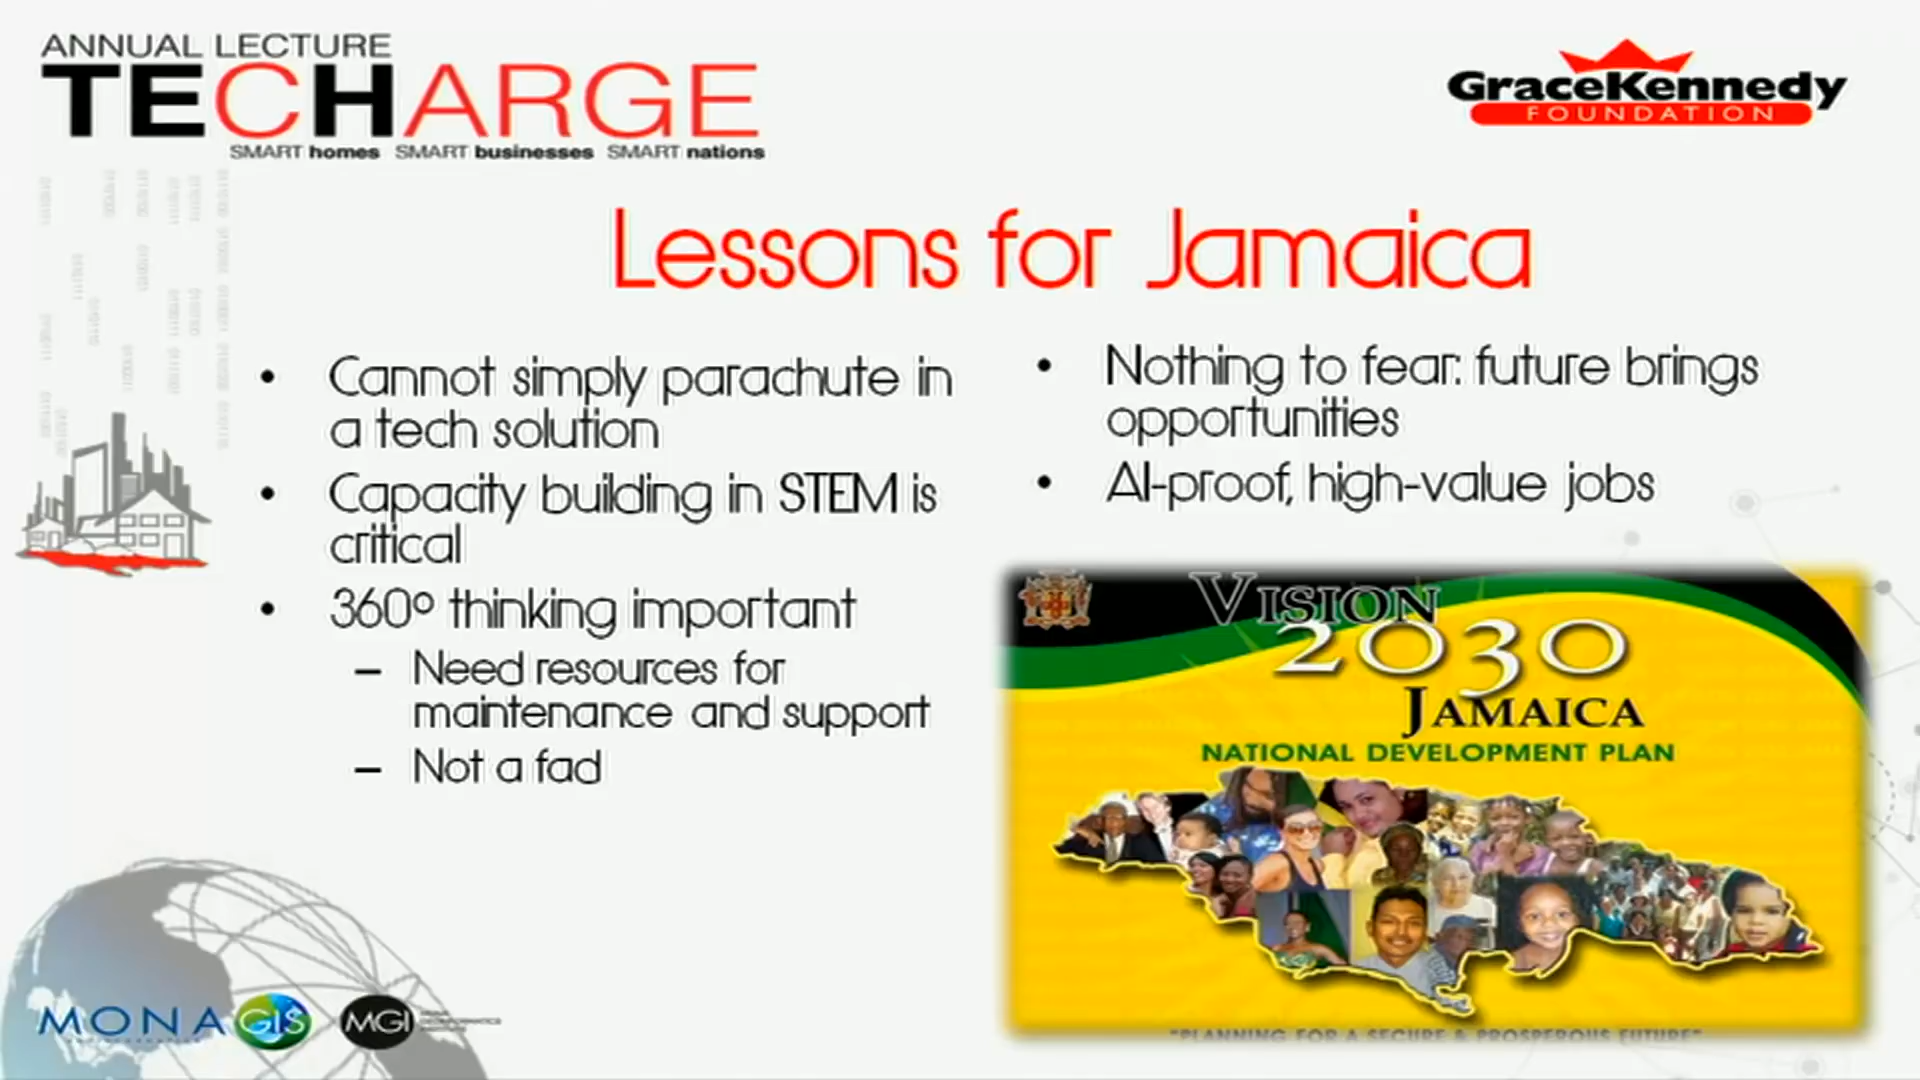 ANNUAL LECTURE
TECHARGE
SMART homes SMART businesses SMART nations
GraceKennedy
FOUNDATION
Lessons for Jamaica
• Cannot simply parachute in
a tech solution
• Capacity building in STEM is
critical
• 360° thinking important
– Need resources for
maintenance and support
– Not a fad
• Nothing to fear: future brings
opportunities
• AI-proof, high-value jobs
VISION
2030
JAMAICA
NATIONAL DEVELOPMENT PLAN
"PLANNING FOR A SECURE & PROSPEROUS FUTURE"
MONA GIS
MGI